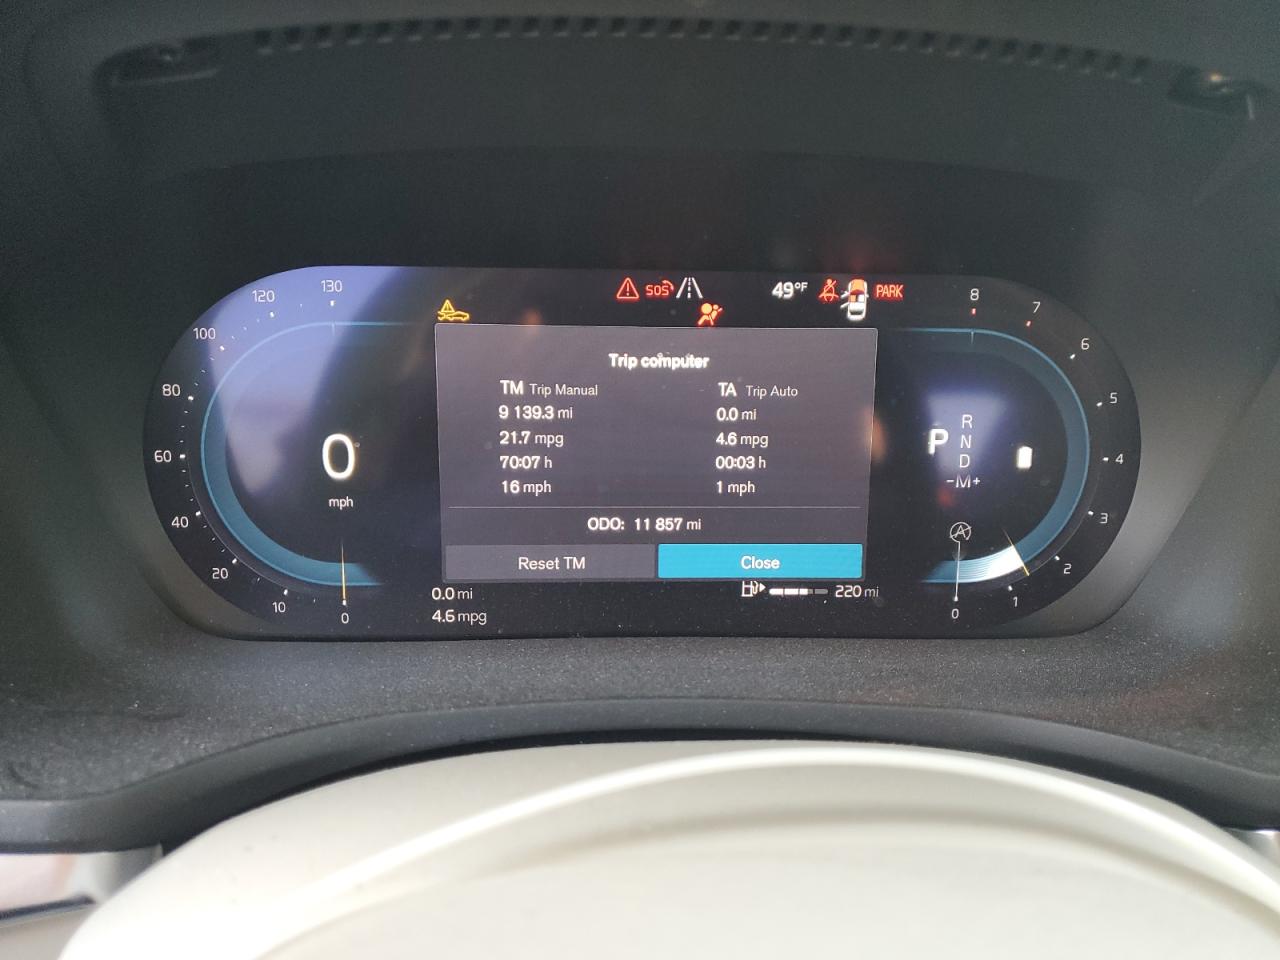 120
130
100
80
60
40
20
10
0
0
mph
SOS
49°F
PARK
Trip computer
TM Trip Manual
9 139.3 mi
21.7 mpg
70:07 h
16 mph
TA Trip Auto
0.0 mi
4.6 mpg
00:03 h
1 mph
ODO: 11 857 mi
Reset TM
Close
0.0 mi
4.6 mpg
220 mi
P
R
N
D
-M+
A
8
7
6
5
4
3
2
1
0